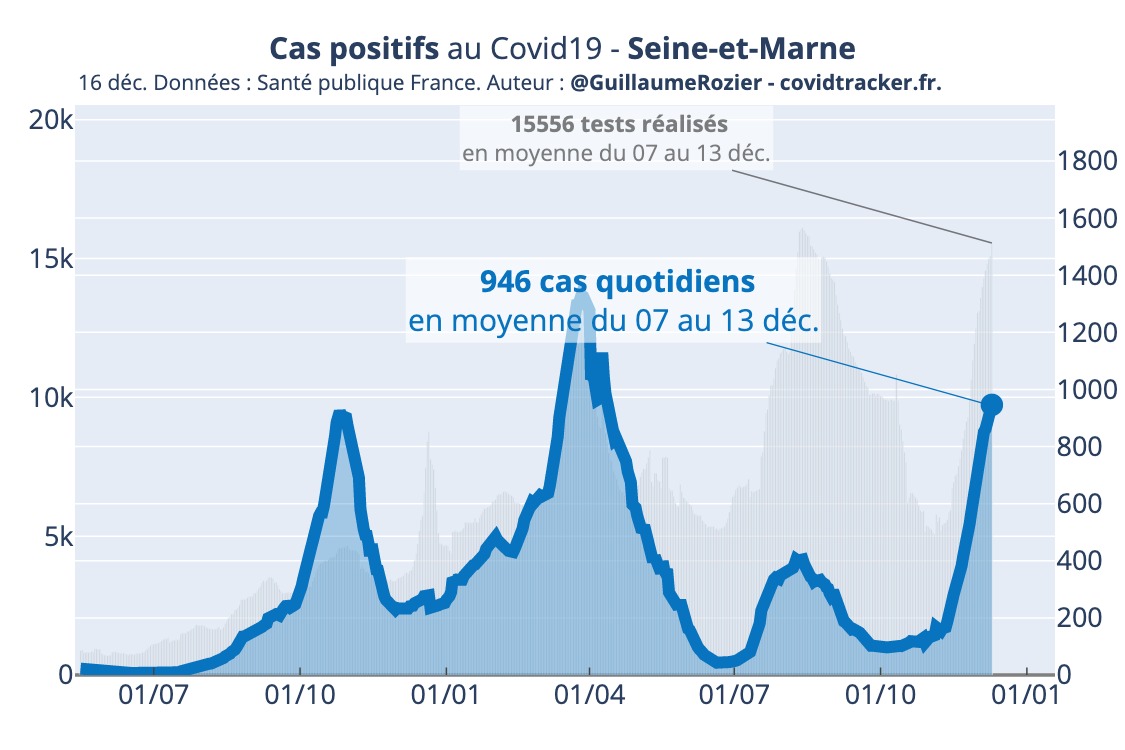 Cas positifs au Covid19 - Seine-et-Marne
16 déc. Données : Santé publique France. Auteur : @GuillaumeRozier - covidtracker.fr.
20k
15556 tests réalisés
en moyenne du 07 au 13 déc.
1800
1600
15k
1400
946 cas quotidiens
en moyenne du 07 au 13 déc.
1200
10k
1000
800
600
5k
400
200
0
0
01/07
01/10
01/01
01/04
01/07
01/10
01/01